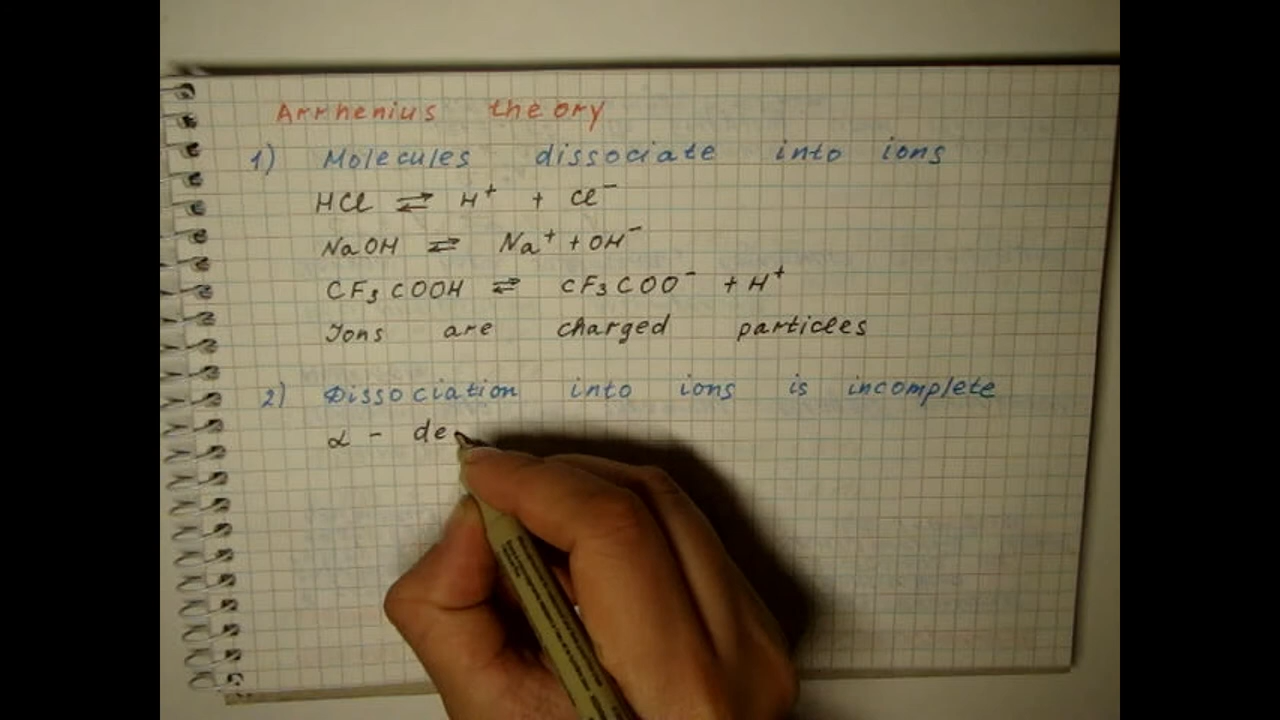 Arrhenius theory
1) Molecules dissociate into ions
HCl ⇄ H⁺ + Cl⁻
NaOH ⇄ Na⁺ + OH⁻
CF₃COOH ⇄ CF₃COO⁻ + H⁺
Ions are charged particles
2) Dissociation into ions is incomplete
α - de